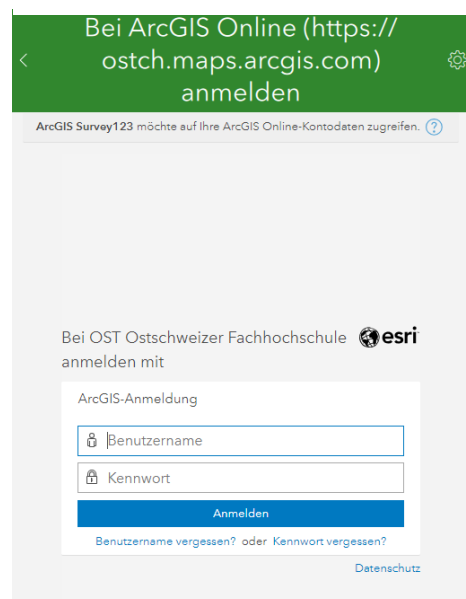 Bei ArcGIS Online (https://
ostch.maps.arcgis.com)
anmelden
ArcGIS Survey123 möchte auf Ihre ArcGIS Online-Kontodaten zugreifen. ?
Bei OST Ostschweizer Fachhochschule esri
anmelden mit
ArcGIS-Anmeldung
Benutzername
Kennwort
Anmelden
Benutzername vergessen? oder Kennwort vergessen?
Datenschutz